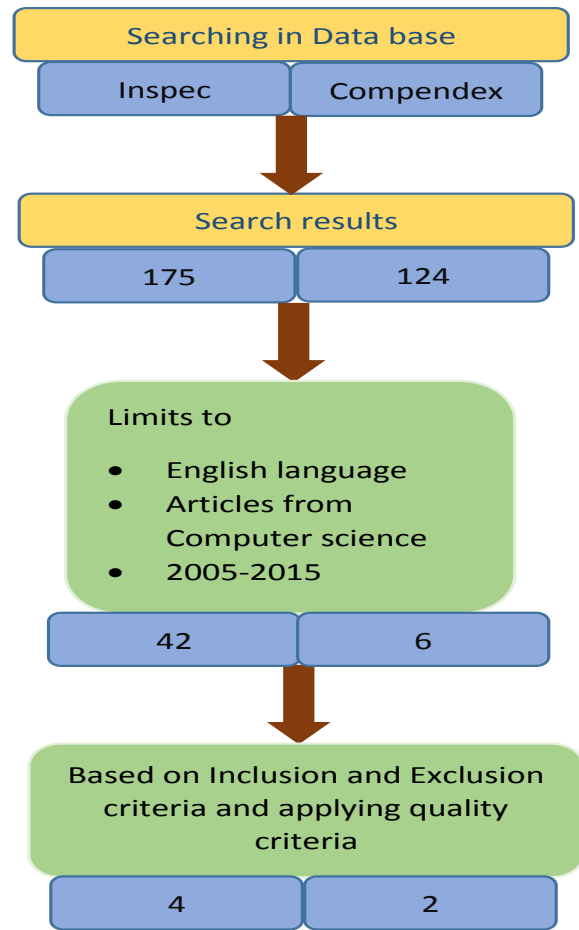 Searching in Data base
Inspec Compendex
Search results
175 124
Limits to
• English language
• Articles from
Computer science
• 2005-2015
42 6
Based on Inclusion and Exclusion
criteria and applying quality
criteria
4 2